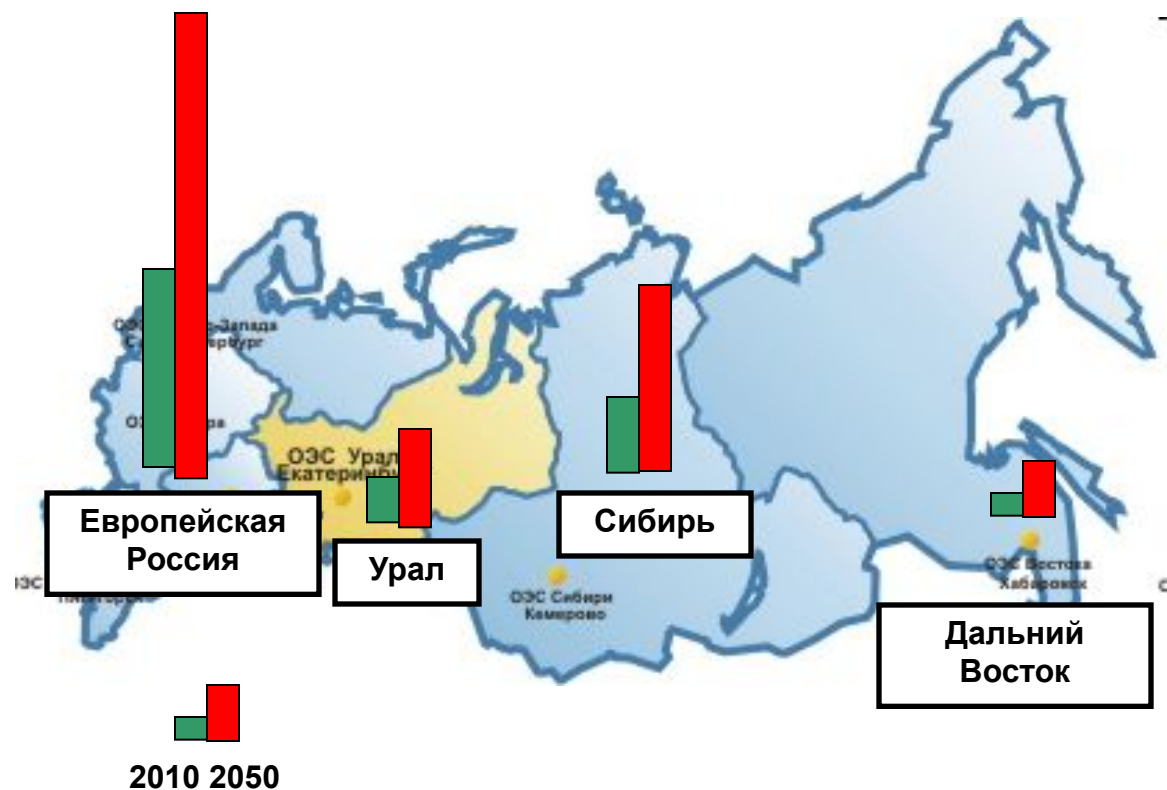 ОЭС Урал
Европейская
Россия
Урал
Сибирь
ОЭС Сибири
Кемерово
ОЭС Востока
Хабаровск
Дальний
Восток
2010 2050